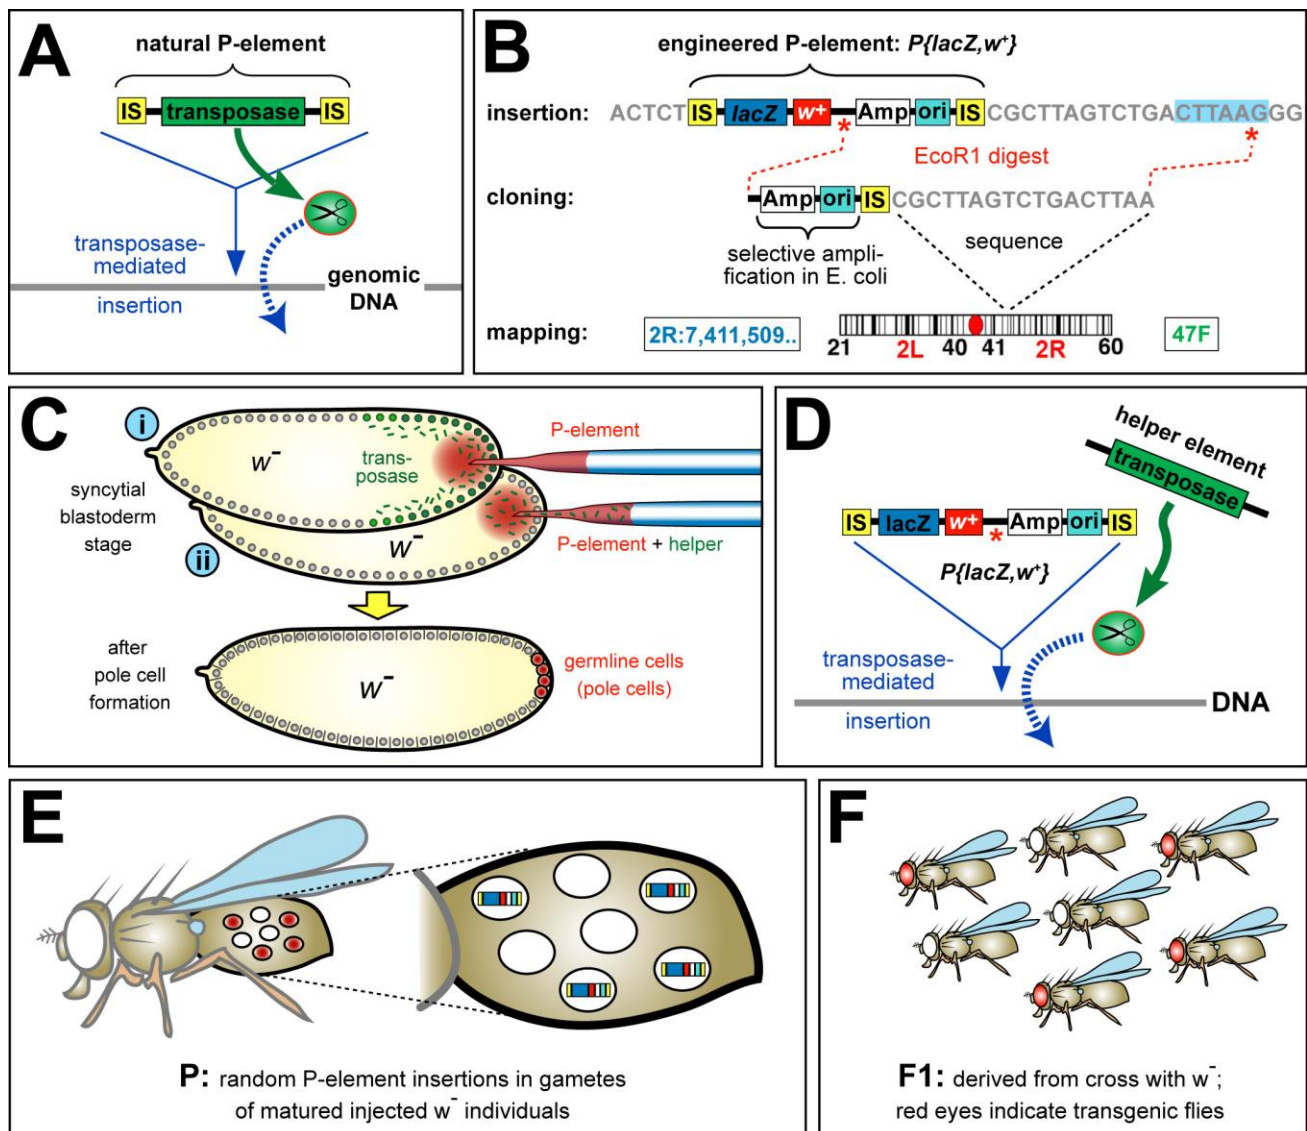 A
natural P-element
IS transposase IS
transposase-
mediated
insertion
genomic
DNA
B
engineered P-element: P{lacZ,w⁺}
insertion: ACTCT IS lacZ w⁺ Amp ori IS CGCTTAGTCTGACTTAAGGG
* *
EcoR1 digest
cloning: Amp ori IS CGCTTAGTCTGACTTAA
selective ampli-
fication in E. coli
sequence
mapping: 2R:7,411,509.. 47F
21 2L 40 41 2R 60
C
i
w⁻
trans-
posase
P-element
syncytial
blastoderm
stage
ii
w⁻
P-element + helper
after
pole cell
formation
w⁻
germline cells
(pole cells)
D
helper element
transposase
IS lacZ w⁺ * Amp ori IS
P{lacZ,w⁺}
transposase-
mediated
insertion
DNA
E
P: random P-element insertions in gametes
of matured injected w⁻ individuals
F
F1: derived from cross with w⁻;
red eyes indicate transgenic flies